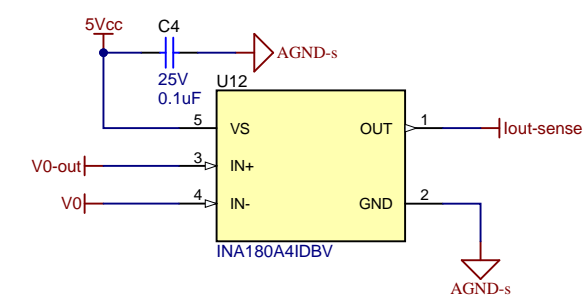 5Vcc
C4
AGND-s
25V
0.1uF
U12
5 VS OUT 1 Iout-sense
V0-out 3 IN+
V0 4 IN- GND 2
INA180A4IDBV
AGND-s